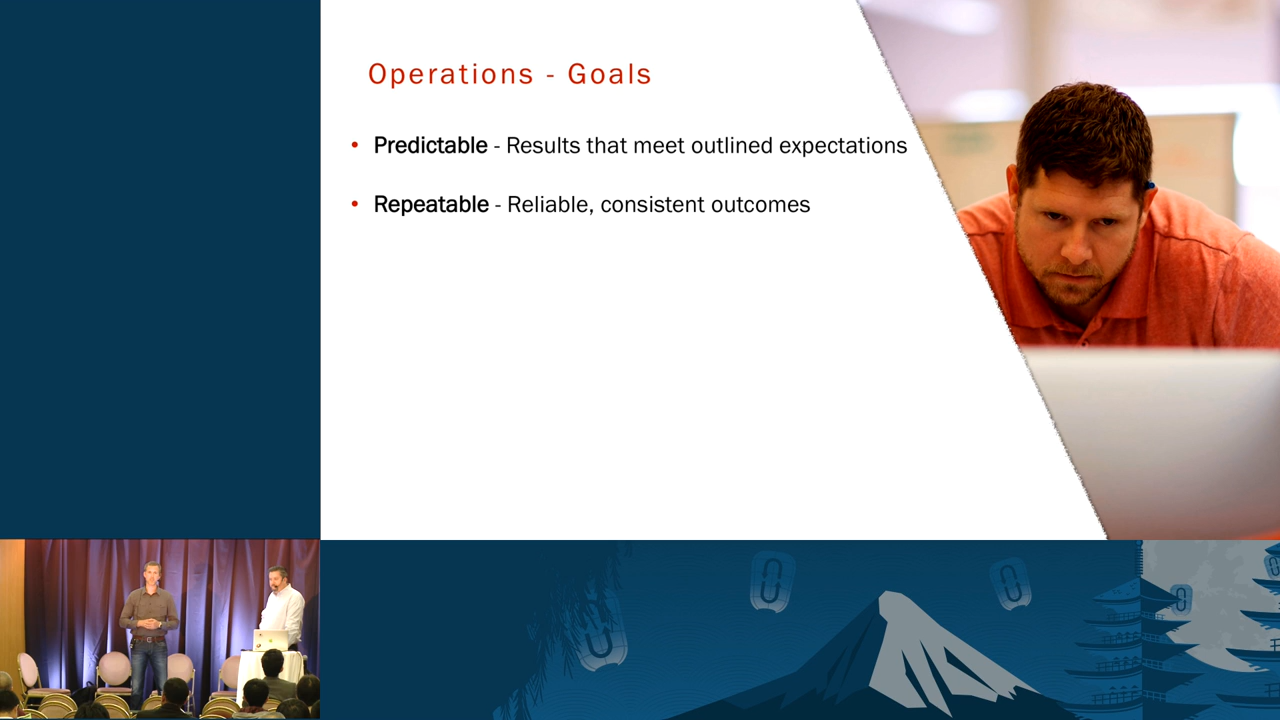 Operations - Goals
• Predictable - Results that meet outlined expectations
• Repeatable - Reliable, consistent outcomes